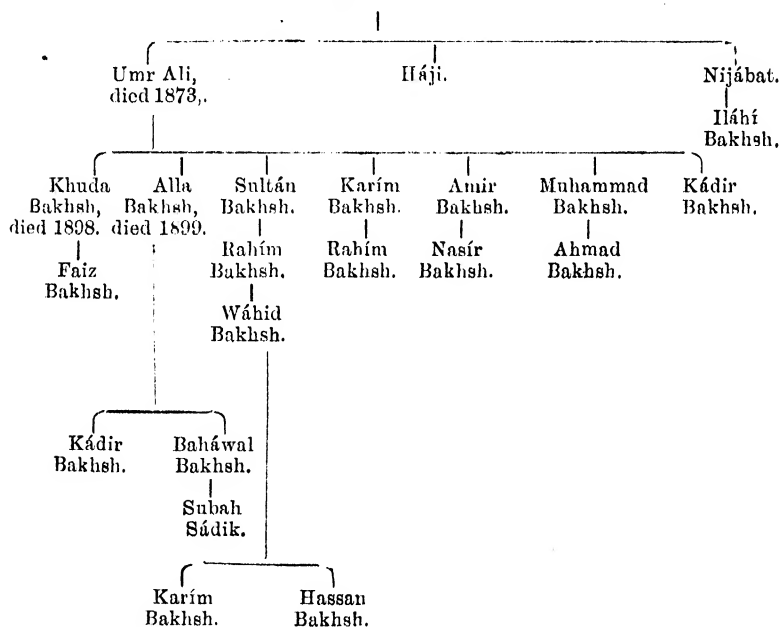 Umr Ali,
died 1873,.
Háji.
Nijábat.
Iláhí
Bakhsh.
Khuda
Bakhsh,
died 1898.
Alla
Bakhsh,
died 1899.
Sultán
Bakhsh.
Karím
Bakhsh.
Amir
Bakhsh.
Muhammad
Bakhsh.
Kádir
Bakhsh.
Faiz
Bakhsh.
Rahím
Bakhsh.
Rahím
Bakhsh.
Nasír
Bakhsh.
Ahmad
Bakhsh.
Wáhid
Bakhsh.
Kádir
Bakhsh.
Baháwal
Bakhsh.
Subah
Sádik.
Karím
Bakhsh.
Hassan
Bakhsh.